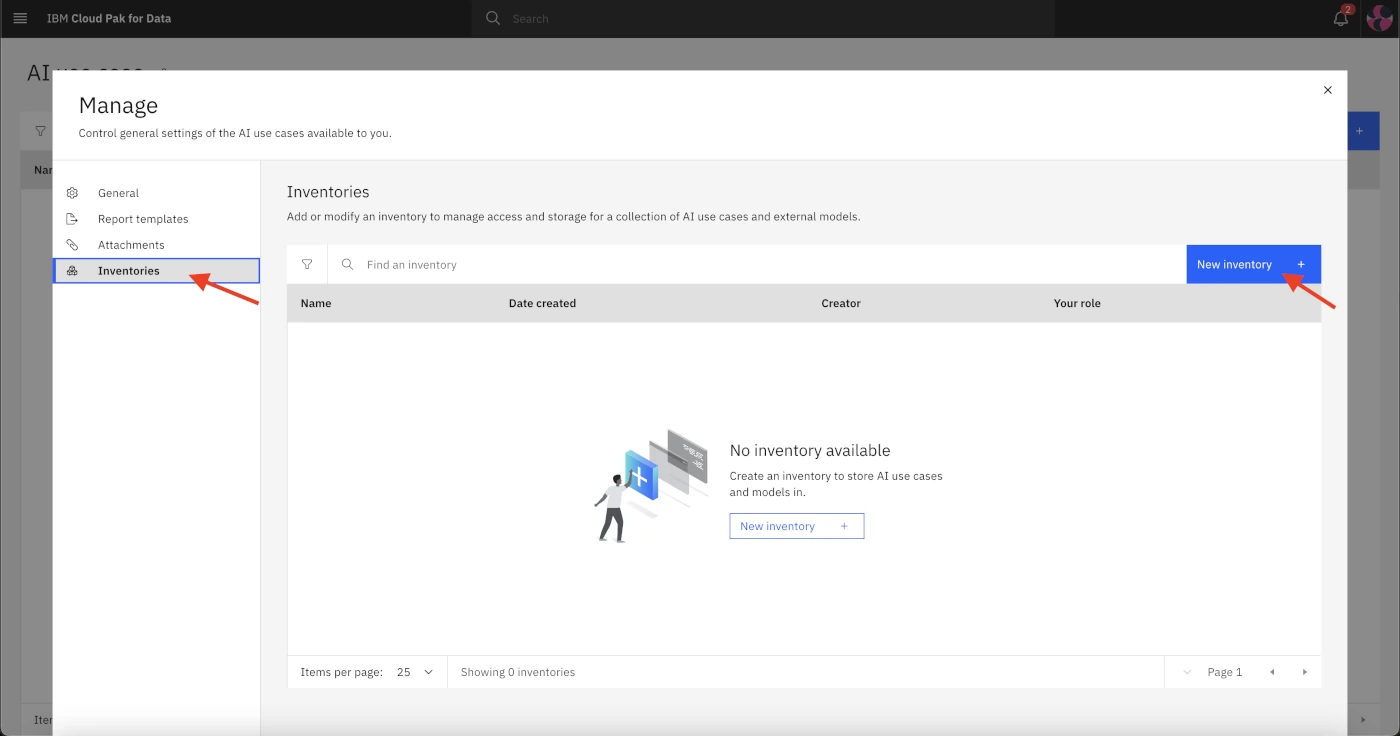 IBM Cloud Pak for Data
Search
2
AI use cases
Manage
Control general settings of the AI use cases available to you.
General
Report templates
Attachments
Inventories
Inventories
Add or modify an inventory to manage access and storage for a collection of AI use cases and external models.
Find an inventory
New inventory +
Name Date created Creator Your role
No inventory available
Create an inventory to store AI use cases
and models in.
New inventory +
Items per page: 25 Showing 0 inventories Page 1